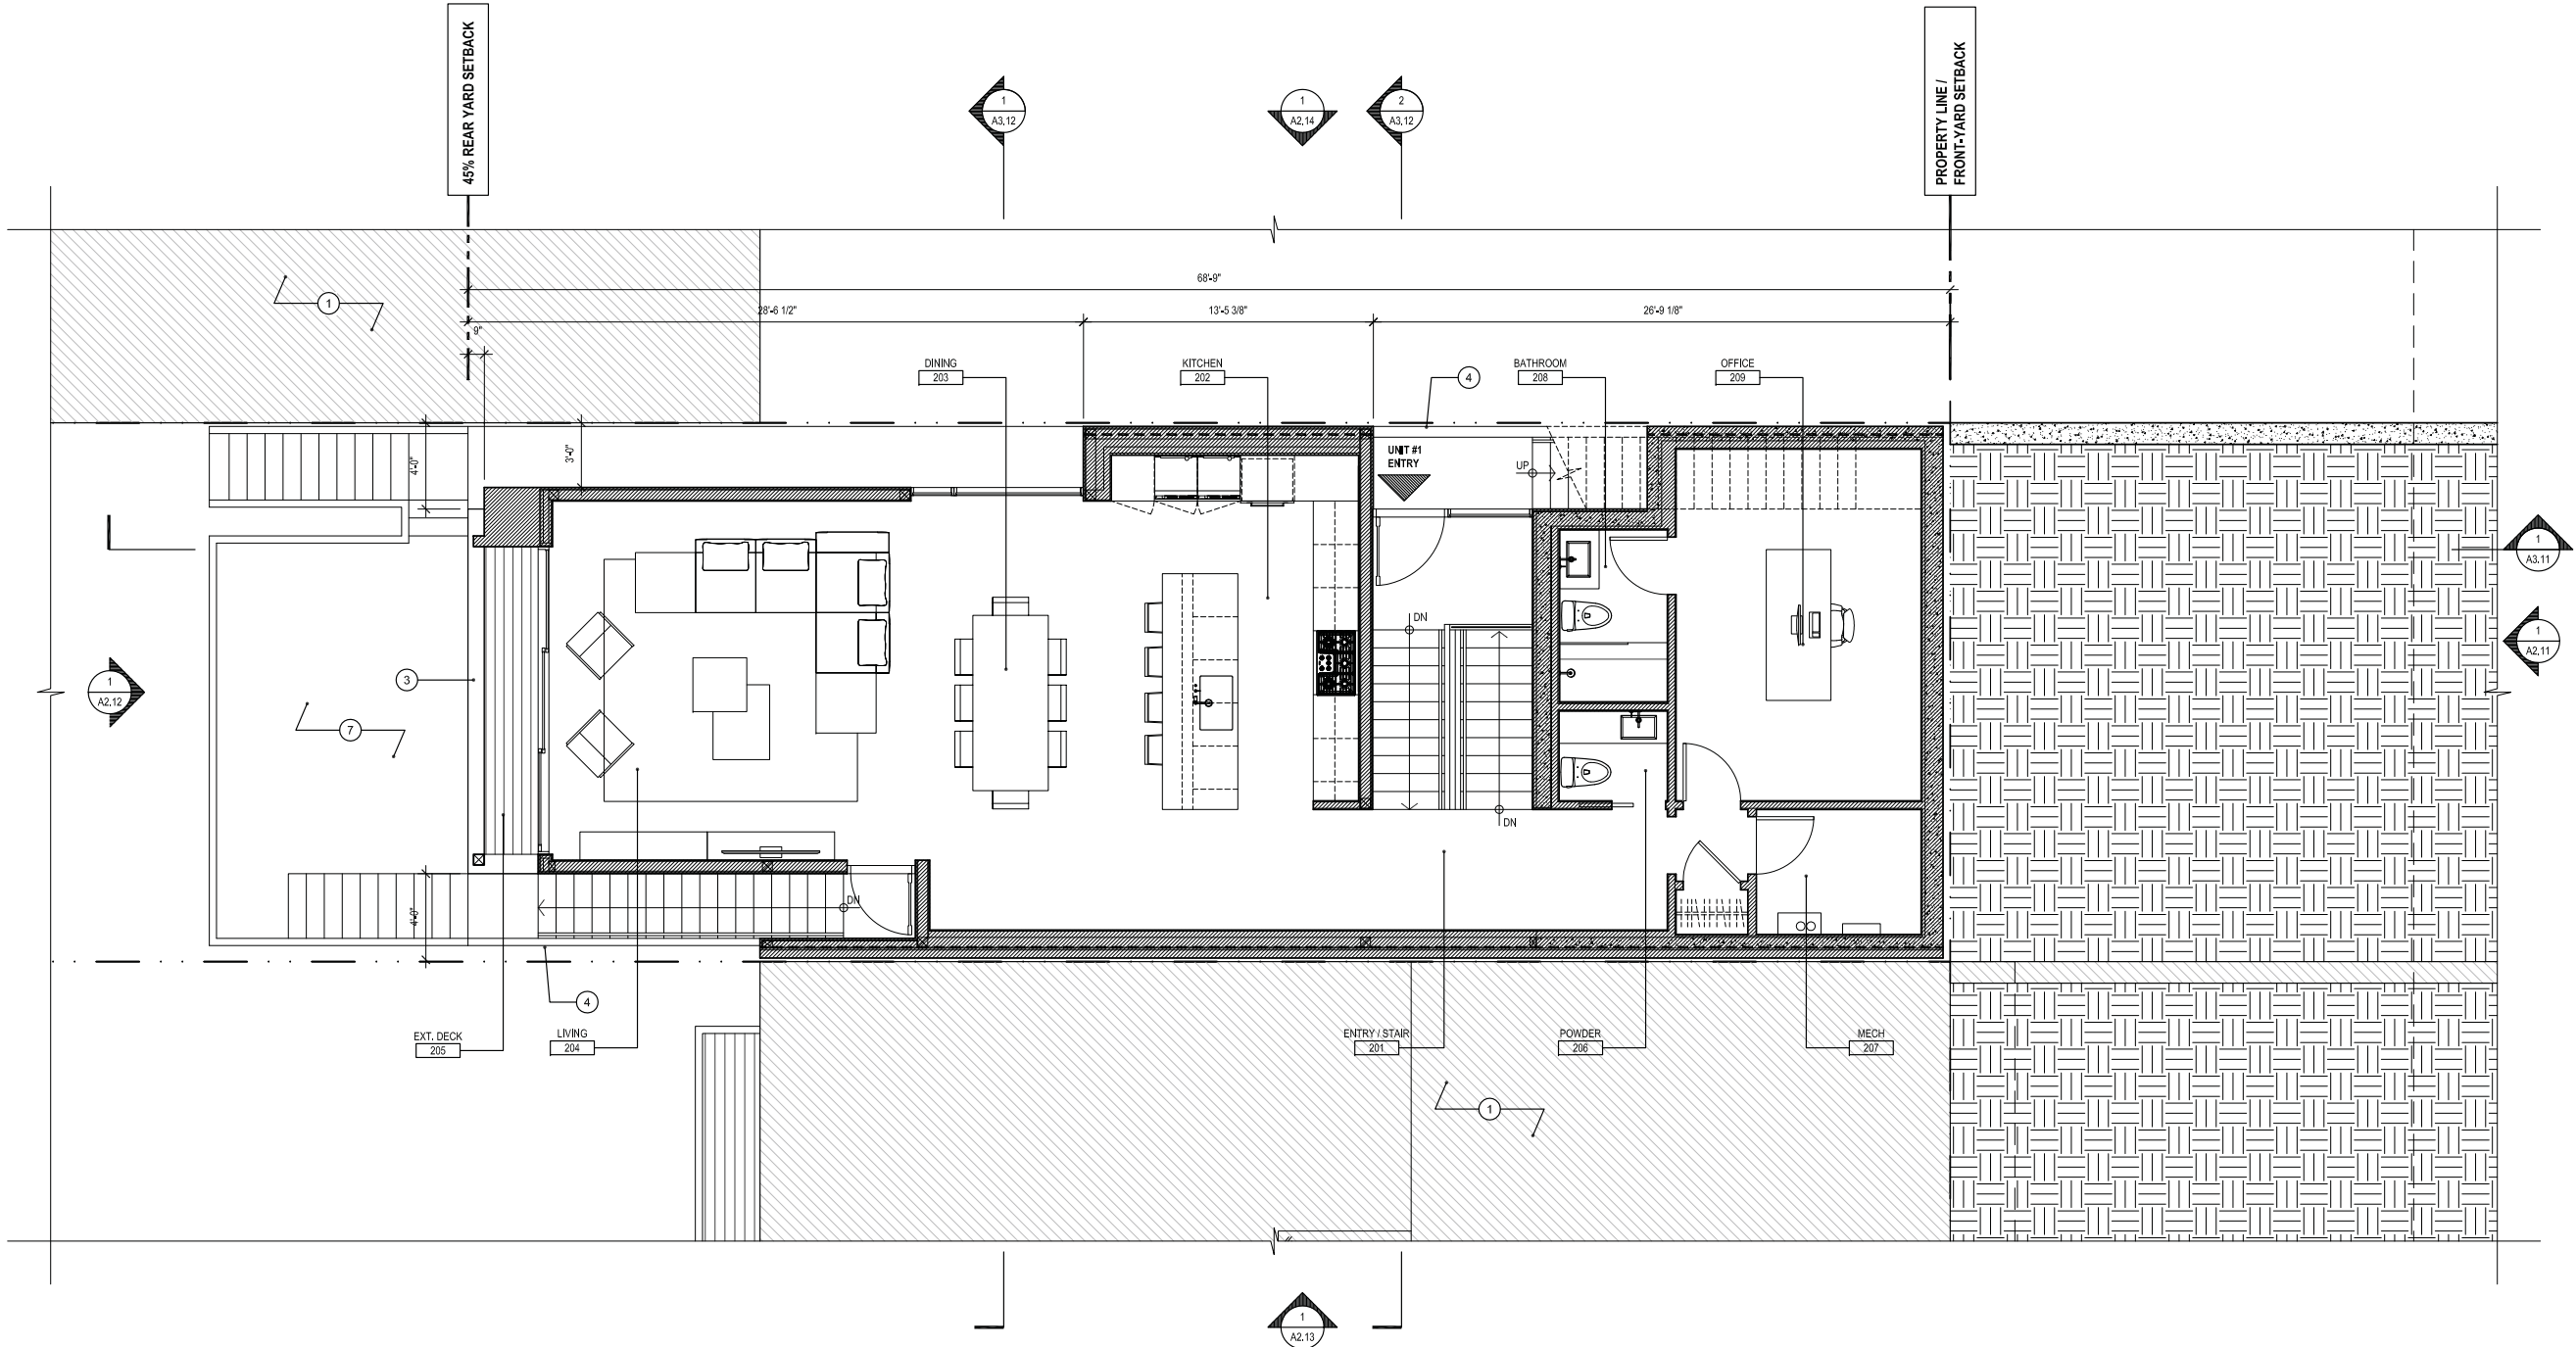 45% REAR YARD SETBACK
PROPERTY LINE /
FRONT-YARD SETBACK
1
A3.12
1
A2.14
2
A3.12
68'-9"
1
28'-6 1/2"
13'-5 3/8"
26'-9 1/8"
9"
DINING
203
KITCHEN
202
4
BATHROOM
208
OFFICE
209
4'-0"
3'-0"
UNIT #1
ENTRY
UP
1
A3.11
DN
1
A2.11
3
1
A2.12
7
DN
DN
4'-0"
4
EXT. DECK
205
LIVING
204
ENTRY / STAIR
201
POWDER
206
MECH
207
1
1
A2.13